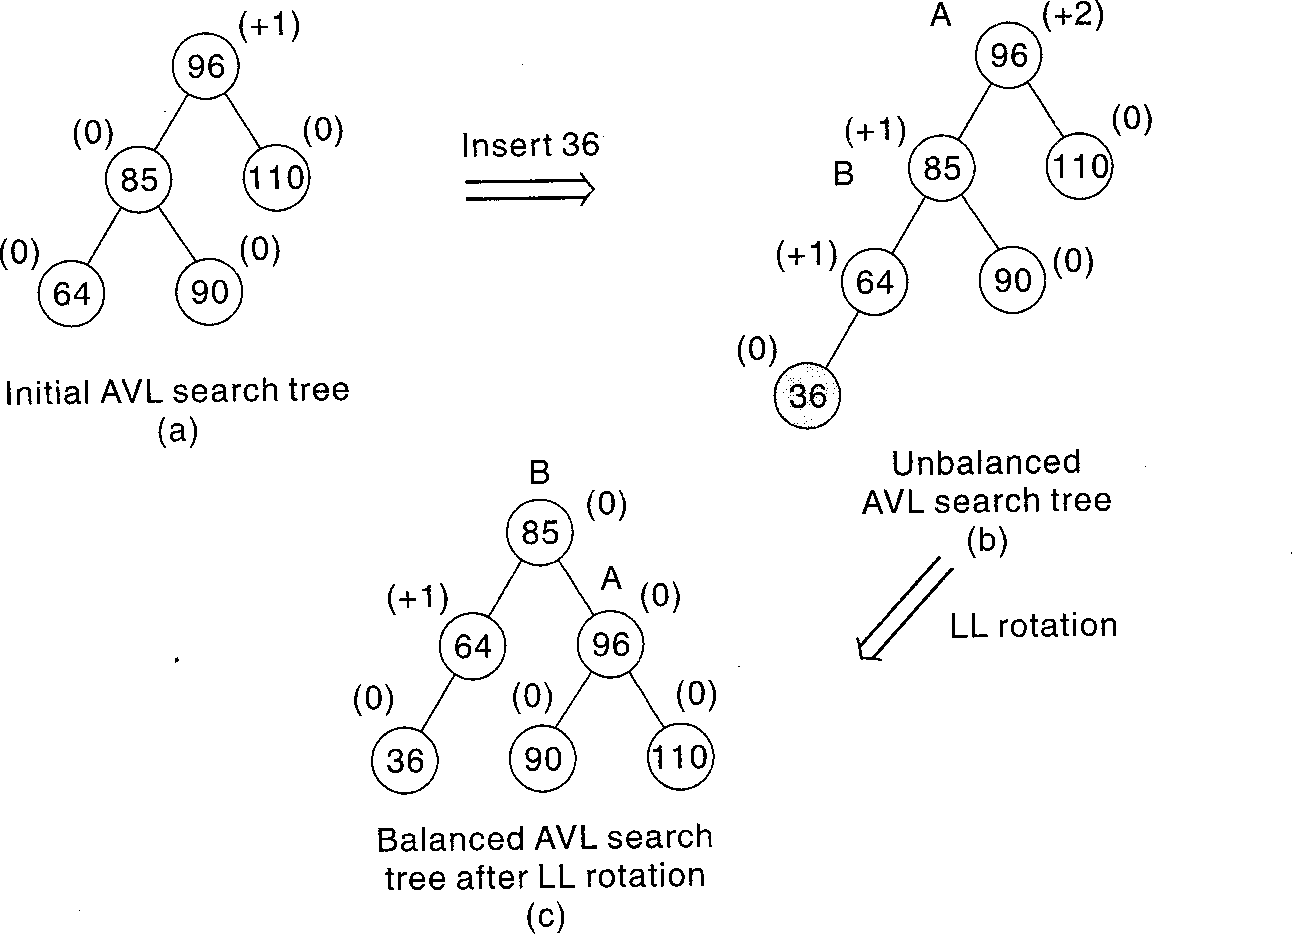 (+1)
96
(0)
(0)
85
110
(0)
(0)
64
90
Initial AVL search tree
(a)
Insert 36
A
(+2)
96
(+1)
(0)
B
85
110
(+1)
64
90
(0)
(0)
36
Unbalanced
AVL search tree
(b)
LL rotation
B
85
(0)
A
(+1)
(0)
64
96
(0)
(0)
(0)
36
90
110
Balanced AVL search
tree after LL rotation
(c)